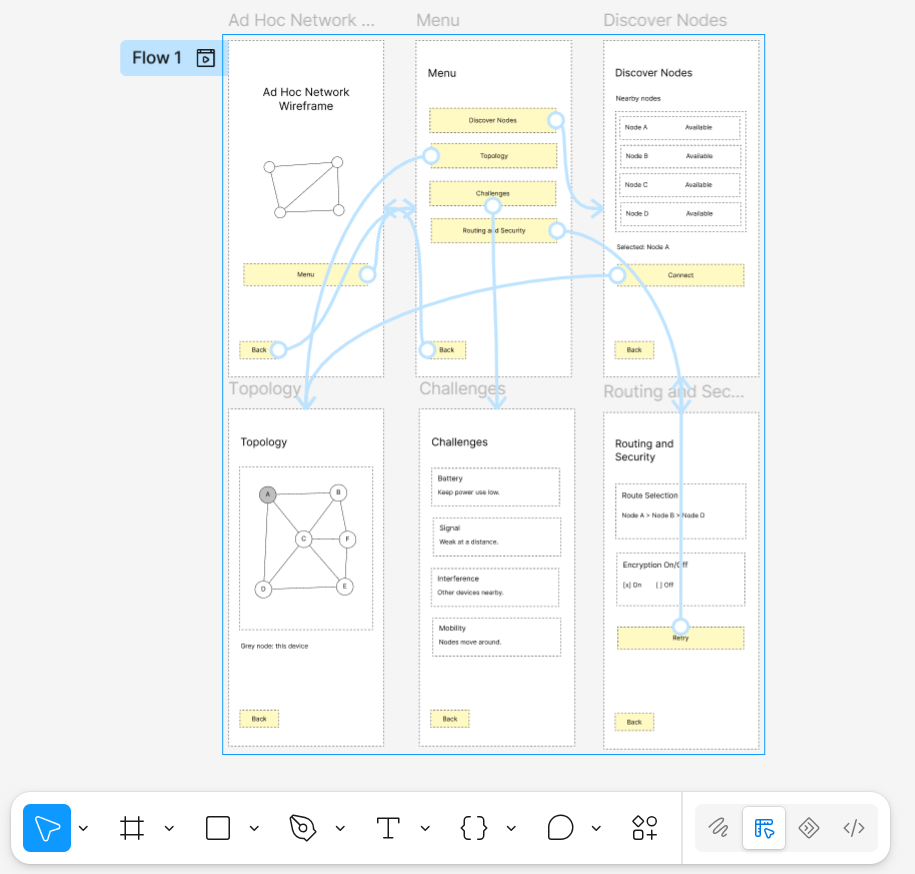 Ad Hoc Network ...
Menu
Discover Nodes
Flow 1
Ad Hoc Network
Wireframe
Menu
Back
Menu
Discover Nodes
Topology
Challenges
Routing and Security
Back
Discover Nodes
Nearby nodes
Node A Available
Node B Available
Node C Available
Node D Available
Selected: Node A
Connect
Back
Topology
Challenges
Routing and Sec...
Topology
A
B
C
F
D
E
Grey node: this device
Back
Challenges
Battery
Keep power use low.
Signal
Weak at a distance.
Interference
Other devices nearby.
Mobility
Nodes move around.
Back
Routing and
Security
Route Selection
Node A > Node B > Node D
Encryption On/Off
[x] On [ ] Off
Retry
Back